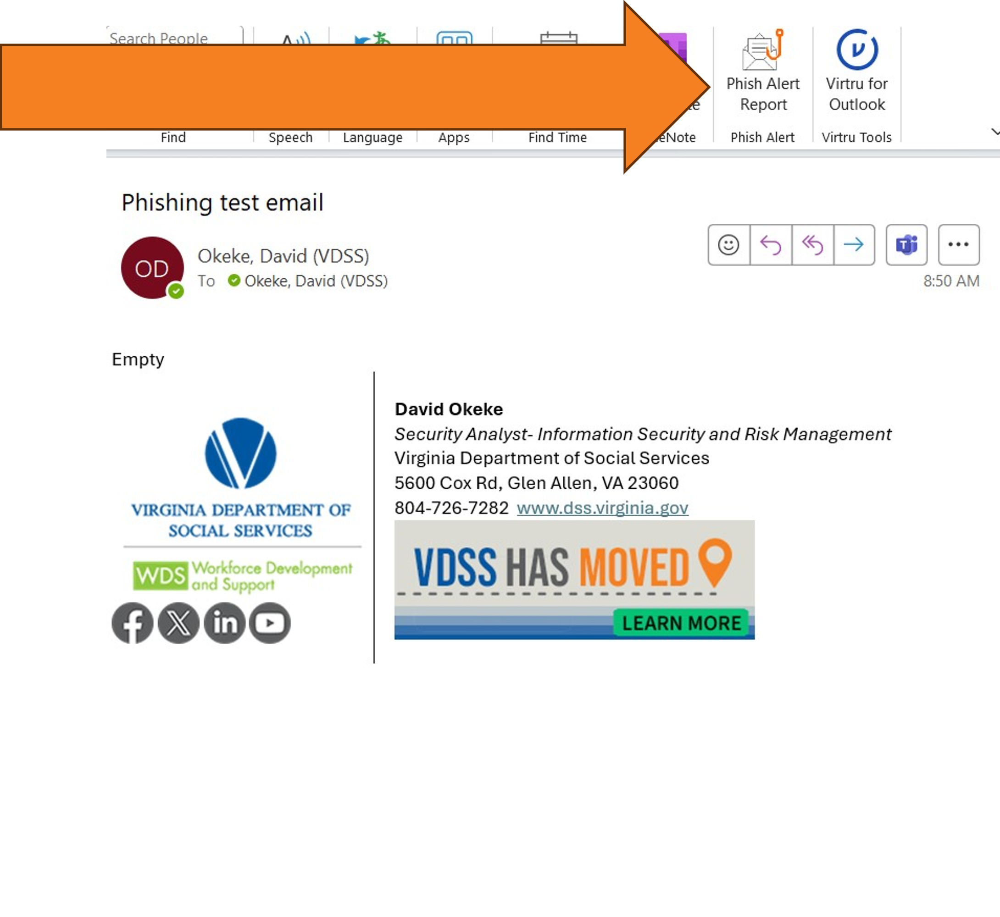 Search People
Phish Alert
Report
Virtru for
Outlook
Find
Speech
Language
Apps
Find Time
eNote
Phish Alert
Virtru Tools
Phishing test email
OD
Okeke, David (VDSS)
To Okeke, David (VDSS)
8:50 AM
Empty
VIRGINIA DEPARTMENT OF
SOCIAL SERVICES
WDS Workforce Development
and Support
David Okeke
Security Analyst- Information Security and Risk Management
Virginia Department of Social Services
5600 Cox Rd, Glen Allen, VA 23060
804-726-7282 www.dss.virginia.gov
VDSS HAS MOVED
LEARN MORE